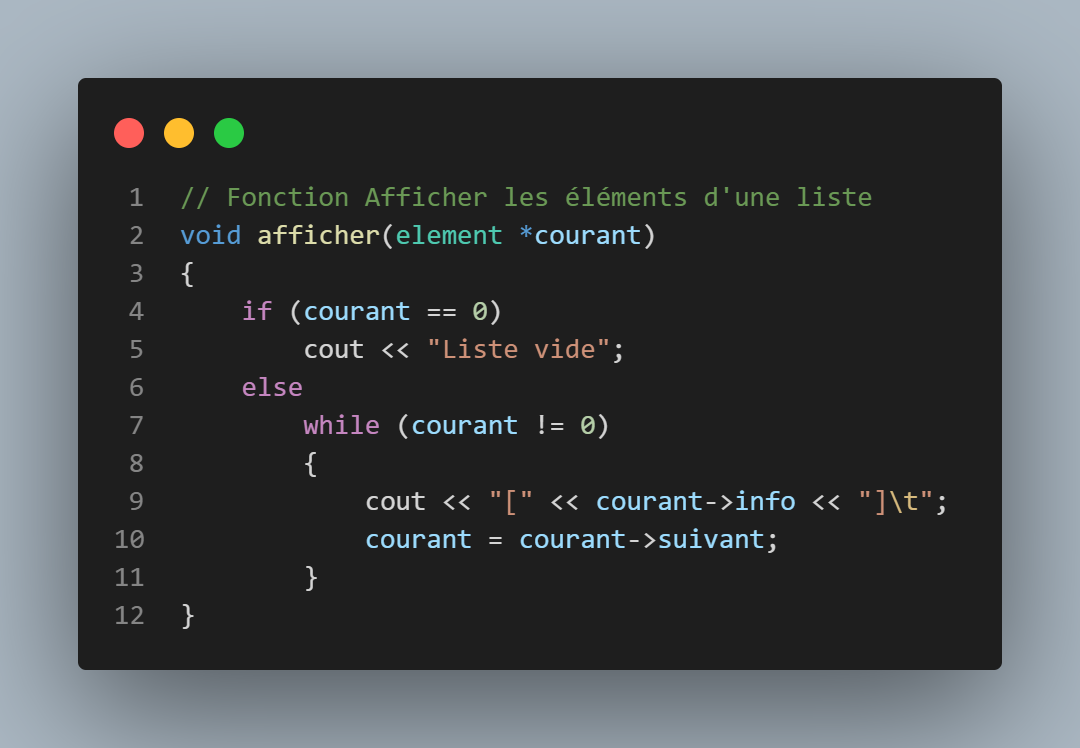 1 // Fonction Afficher les éléments d'une liste
2 void afficher(element *courant)
3 {
4     if (courant == 0)
5         cout << "Liste vide";
6     else
7         while (courant != 0)
8         {
9             cout << "[" << courant->info << "]\t";
10             courant = courant->suivant;
11         }
12 }